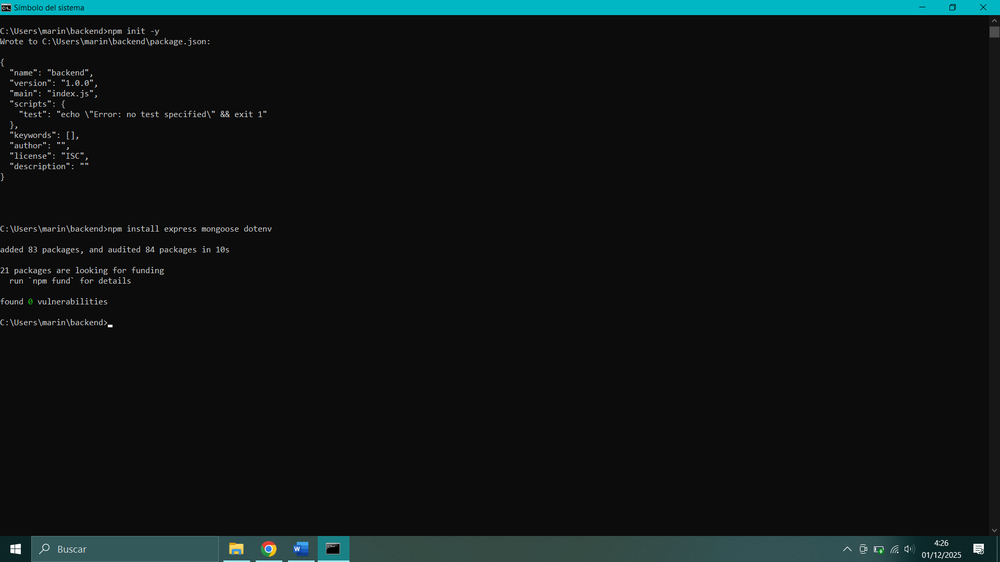 Símbolo del sistema
C:\Users\marin\backend>npm init -y
Wrote to C:\Users\marin\backend\package.json:
{
  "name": "backend",
  "version": "1.0.0",
  "main": "index.js",
  "scripts": {
    "test": "echo \"Error: no test specified\" && exit 1"
  },
  "keywords": [],
  "author": "",
  "license": "ISC",
  "description": ""
}
C:\Users\marin\backend>npm install express mongoose dotenv
added 83 packages, and audited 84 packages in 10s
21 packages are looking for funding
  run `npm fund` for details
found 0 vulnerabilities
C:\Users\marin\backend>
Buscar
4:26
01/12/2025